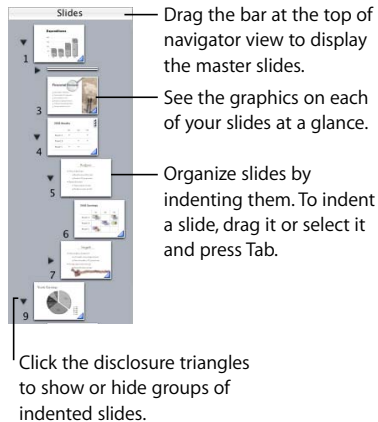 Slides
1
3
4
5
6
7
9
Drag the bar at the top of
navigator view to display
the master slides.
See the graphics on each
of your slides at a glance.
Organize slides by
indenting them. To indent
a slide, drag it or select it
and press Tab.
Click the disclosure triangles
to show or hide groups of
indented slides.